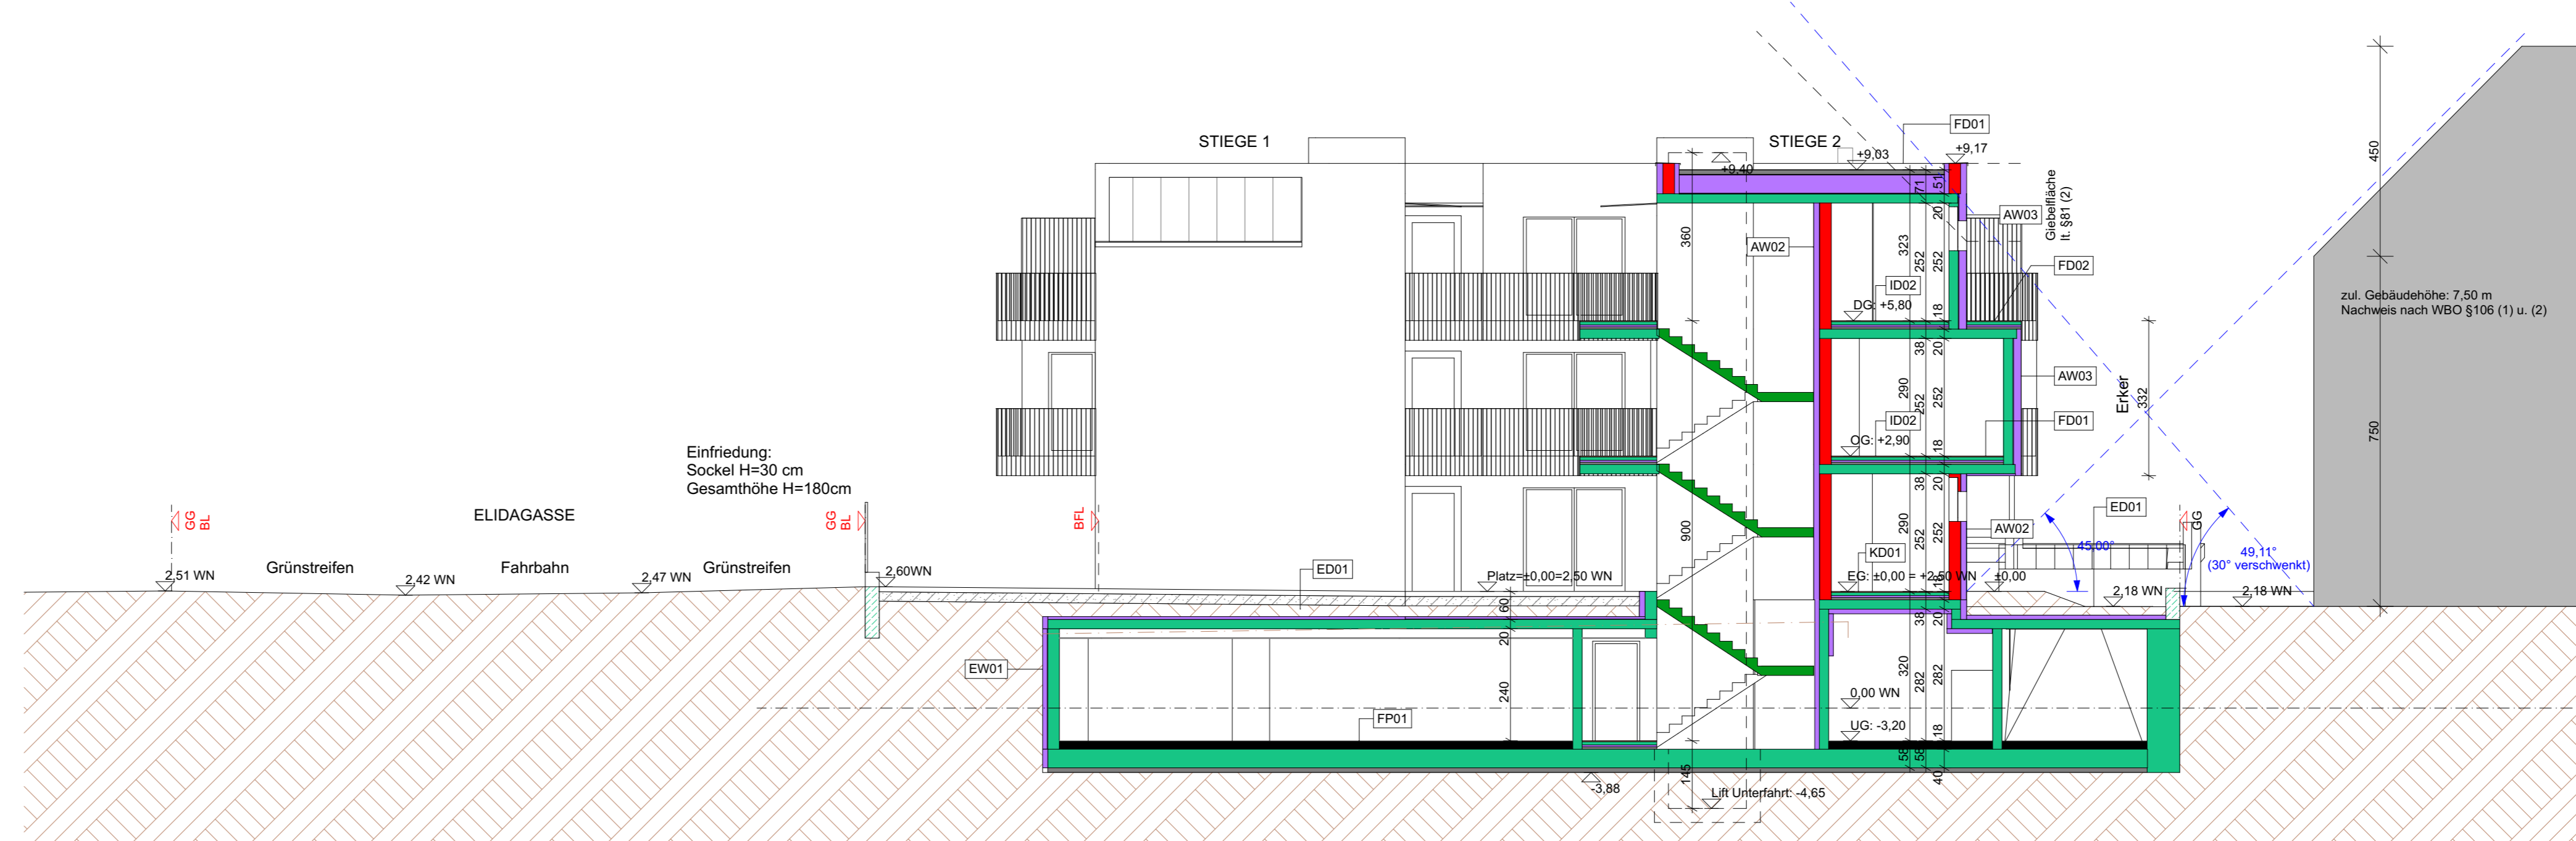 STIEGE 1
STIEGE 2
FD01
+9,03
+9,17
+9,40
71
51
20
450
Giebelfläche
lt. §81 (2)
AW03
AW02
360
323
252
252
FD02
ID02
DG: +5,80
18
zul. Gebäudehöhe: 7,50 m
Nachweis nach WBO §106 (1) u. (2)
38
20
AW03
290
252
252
Erker
332
ID02
FD01
OG: +2,90
18
750
Einfriedung:
Sockel H=30 cm
Gesamthöhe H=180cm
38
20
ELIDAGASSE
GG
BL
GG
BL
BFL
900
290
252
252
AW02
ED01
GG
45,00°
49,11°
(30° verschwenkt)
KD01
Grünstreifen
Fahrbahn
Grünstreifen
ED01
2,51 WN
2,42 WN
2,47 WN
2,60WN
Platz=±0,00=2,50 WN
EG: ±0,00 = +2,50 WN
±0,00
18
2,18 WN
2,18 WN
60
38
20
20
EW01
240
320
282
282
0,00 WN
FP01
UG: -3,20
18
58
58
40
145
-3,88
Lift Unterfahrt: -4,65